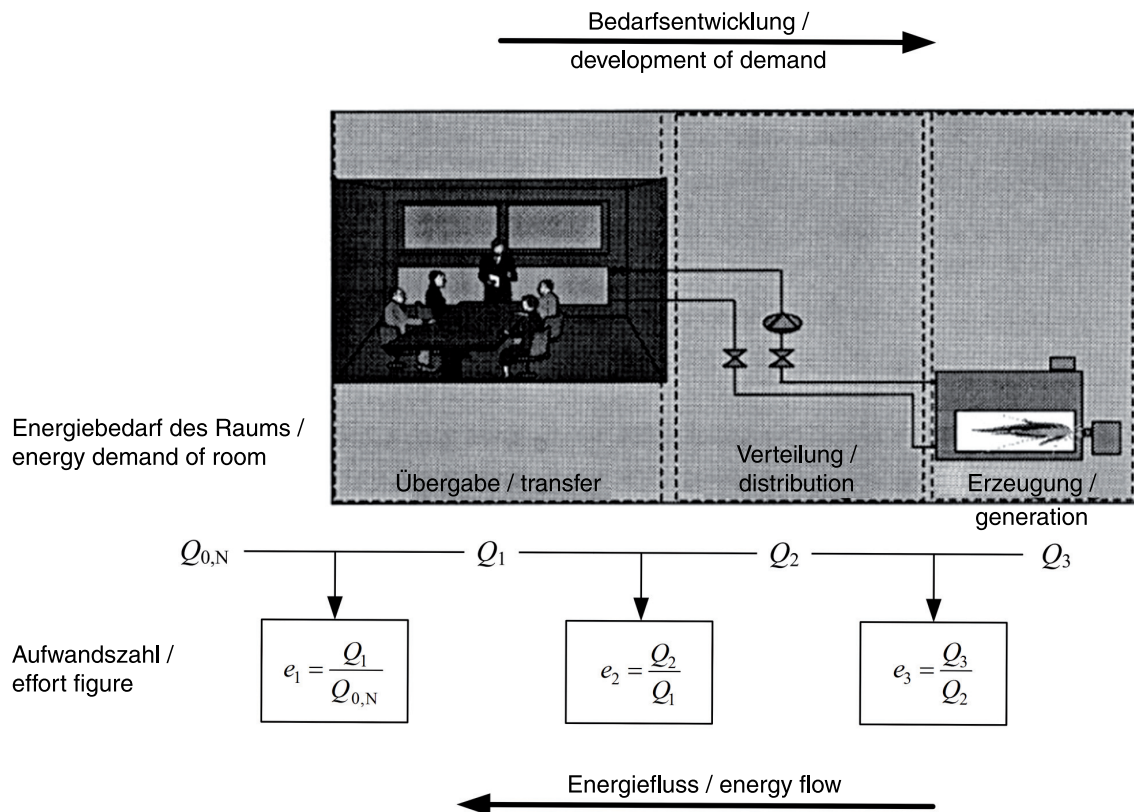 Bedarfsentwicklung /
development of demand
Energiebedarf des Raums /
energy demand of room
Übergabe / transfer
Verteilung /
distribution
Erzeugung /
generation
Q0,N Q1 Q2 Q3
Aufwandszahl /
effort figure
e1 = Q1 / Q0,N
e2 = Q2 / Q1
e3 = Q3 / Q2
Energiefluss / energy flow